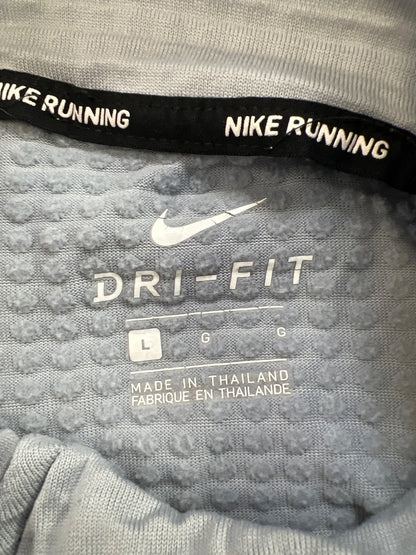 NIKE RUNNING
NIKE RUNNING
DRI-FIT
L G G
MADE IN THAILAND
FABRIQUE EN THAILANDE